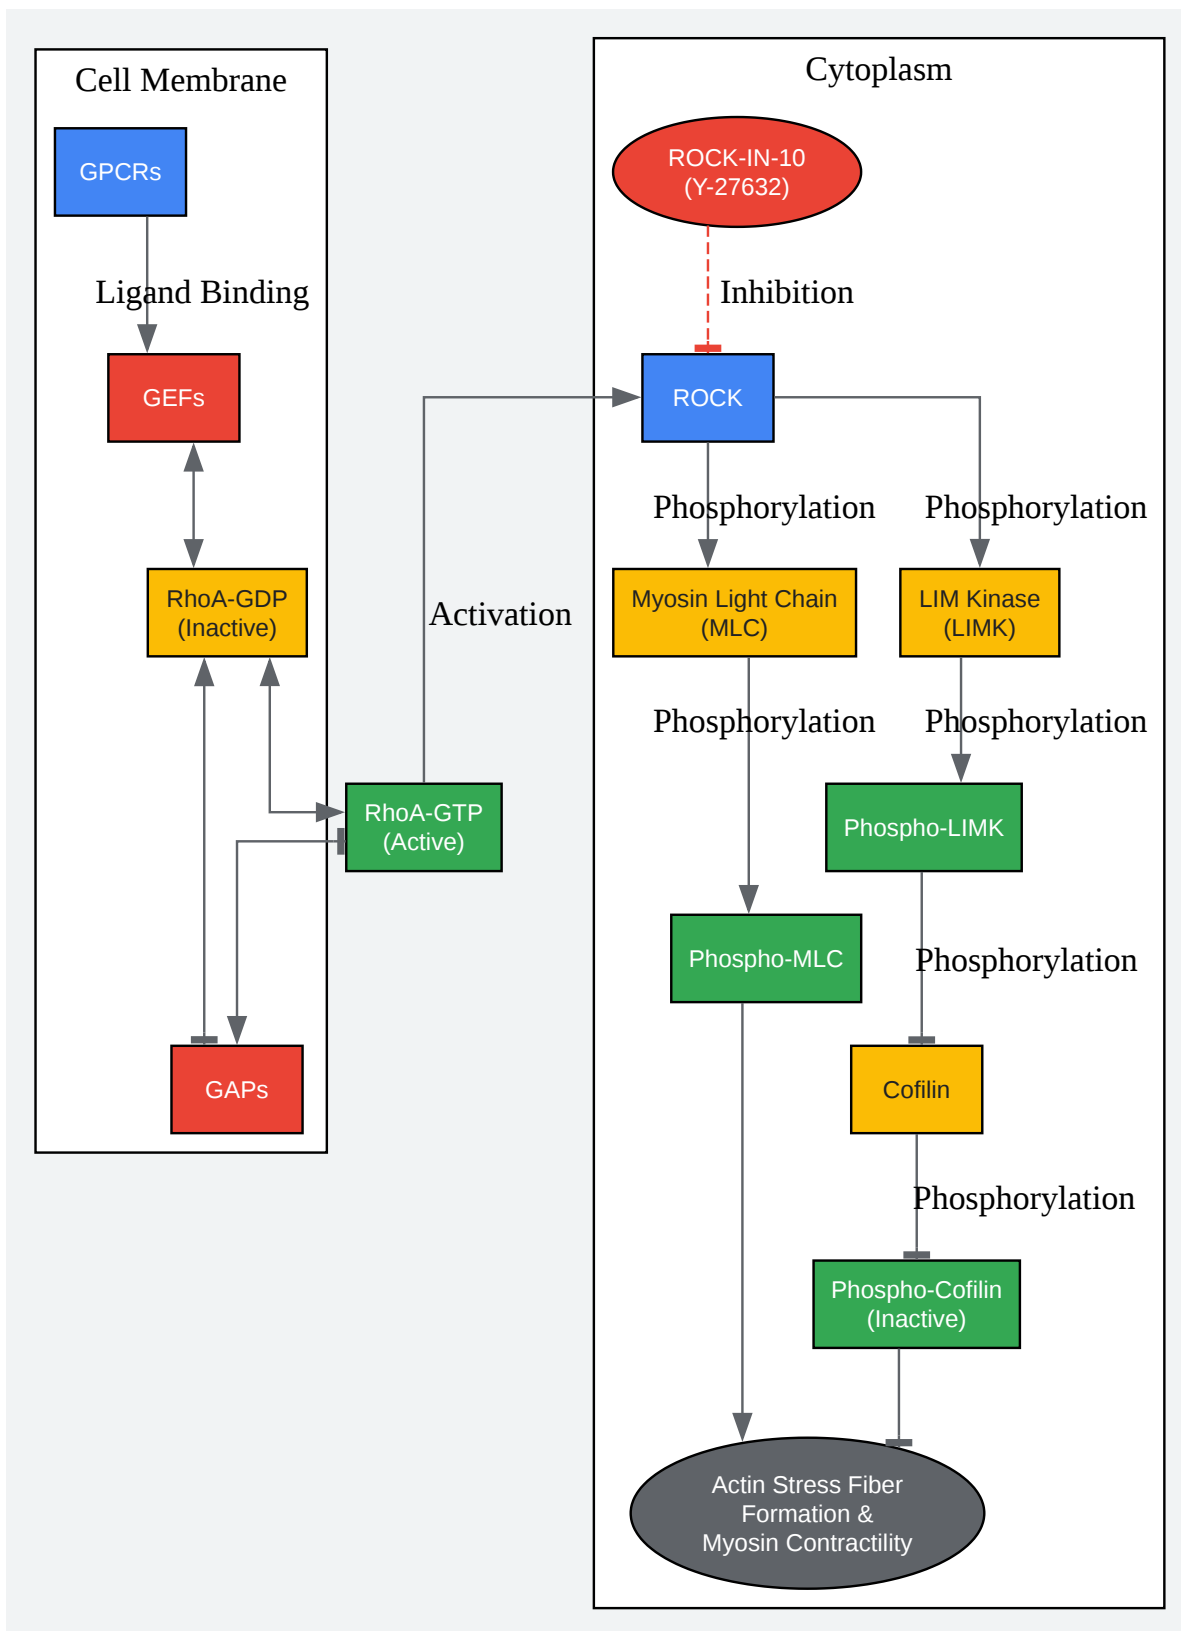 Cell Membrane
GPCRs
Ligand Binding
GEFs
RhoA-GDP
(Inactive)
RhoA-GTP
(Active)
GAPs
Activation
Cytoplasm
ROCK-IN-10
(Y-27632)
Inhibition
ROCK
Phosphorylation
Phosphorylation
Myosin Light Chain
(MLC)
LIM Kinase
(LIMK)
Phosphorylation
Phosphorylation
Phospho-LIMK
Phospho-MLC
Phosphorylation
Cofilin
Phosphorylation
Phospho-Cofilin
(Inactive)
Actin Stress Fiber
Formation &
Myosin Contractility